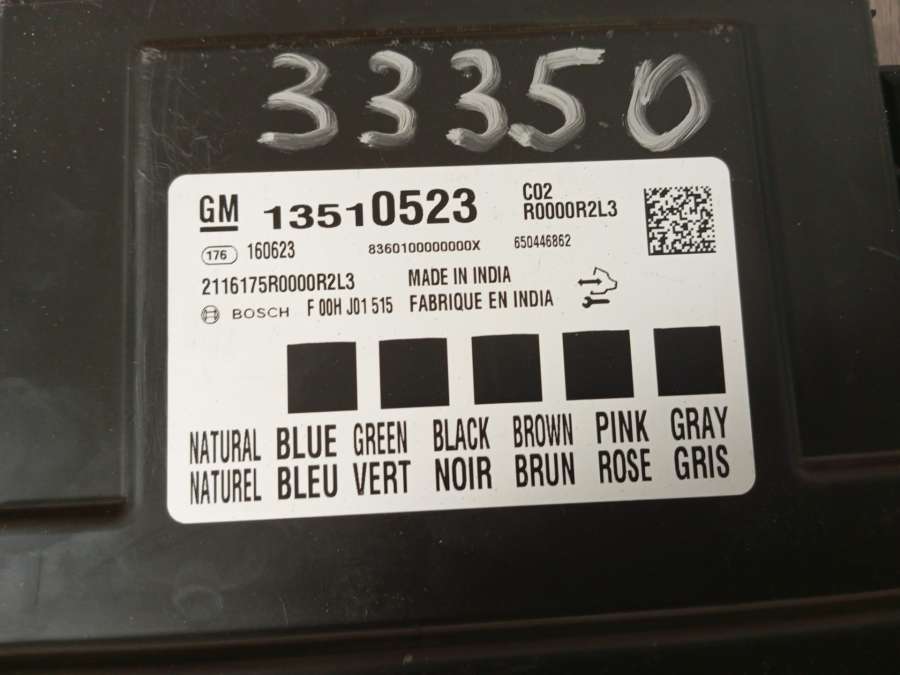 33350
GM 13510523 C02
R0000R2L3
176 160623 8360100000000X 650446862
2116175R0000R2L3 MADE IN INDIA
BOSCH F 00H J01 515 FABRIQUE EN INDIA
NATURAL BLUE GREEN BLACK BROWN PINK GRAY
NATUREL BLEU VERT NOIR BRUN ROSE GRIS